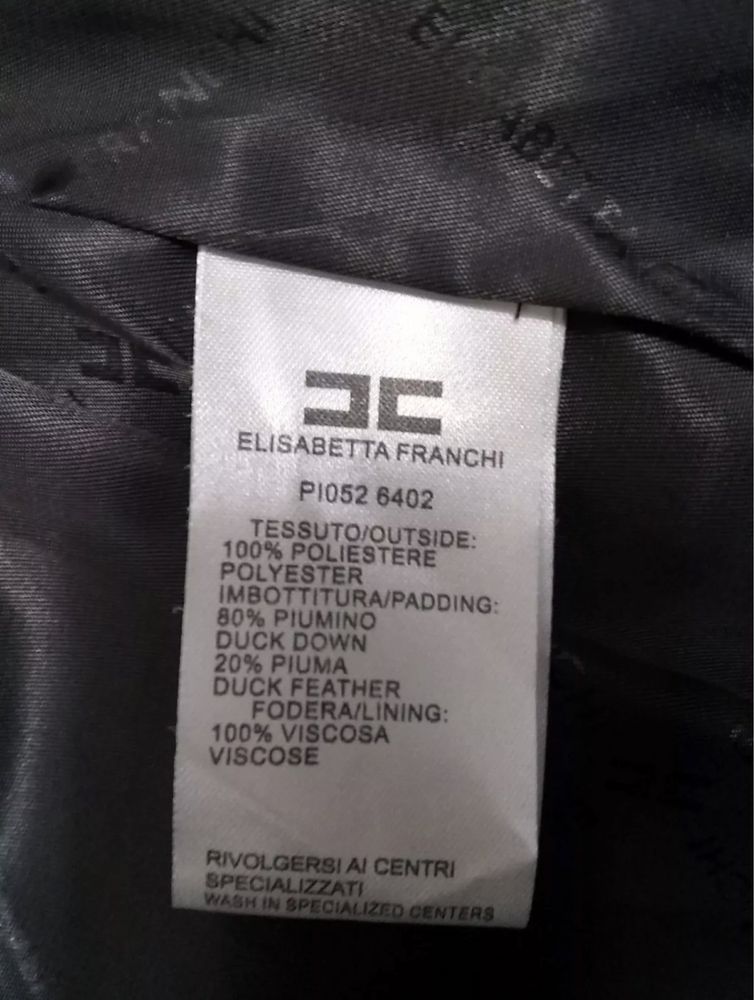 ELISABETTA FRANCHI
PI052 6402
TESSUTO/OUTSIDE:
100% POLIESTERE
POLYESTER
IMBOTTITURA/PADDING:
80% PIUMINO
DUCK DOWN
20% PIUMA
DUCK FEATHER
FODERA/LINING:
100% VISCOSA
VISCOSE
RIVOLGERSI AI CENTRI
SPECIALIZZATI
WASH IN SPECIALIZED CENTERS